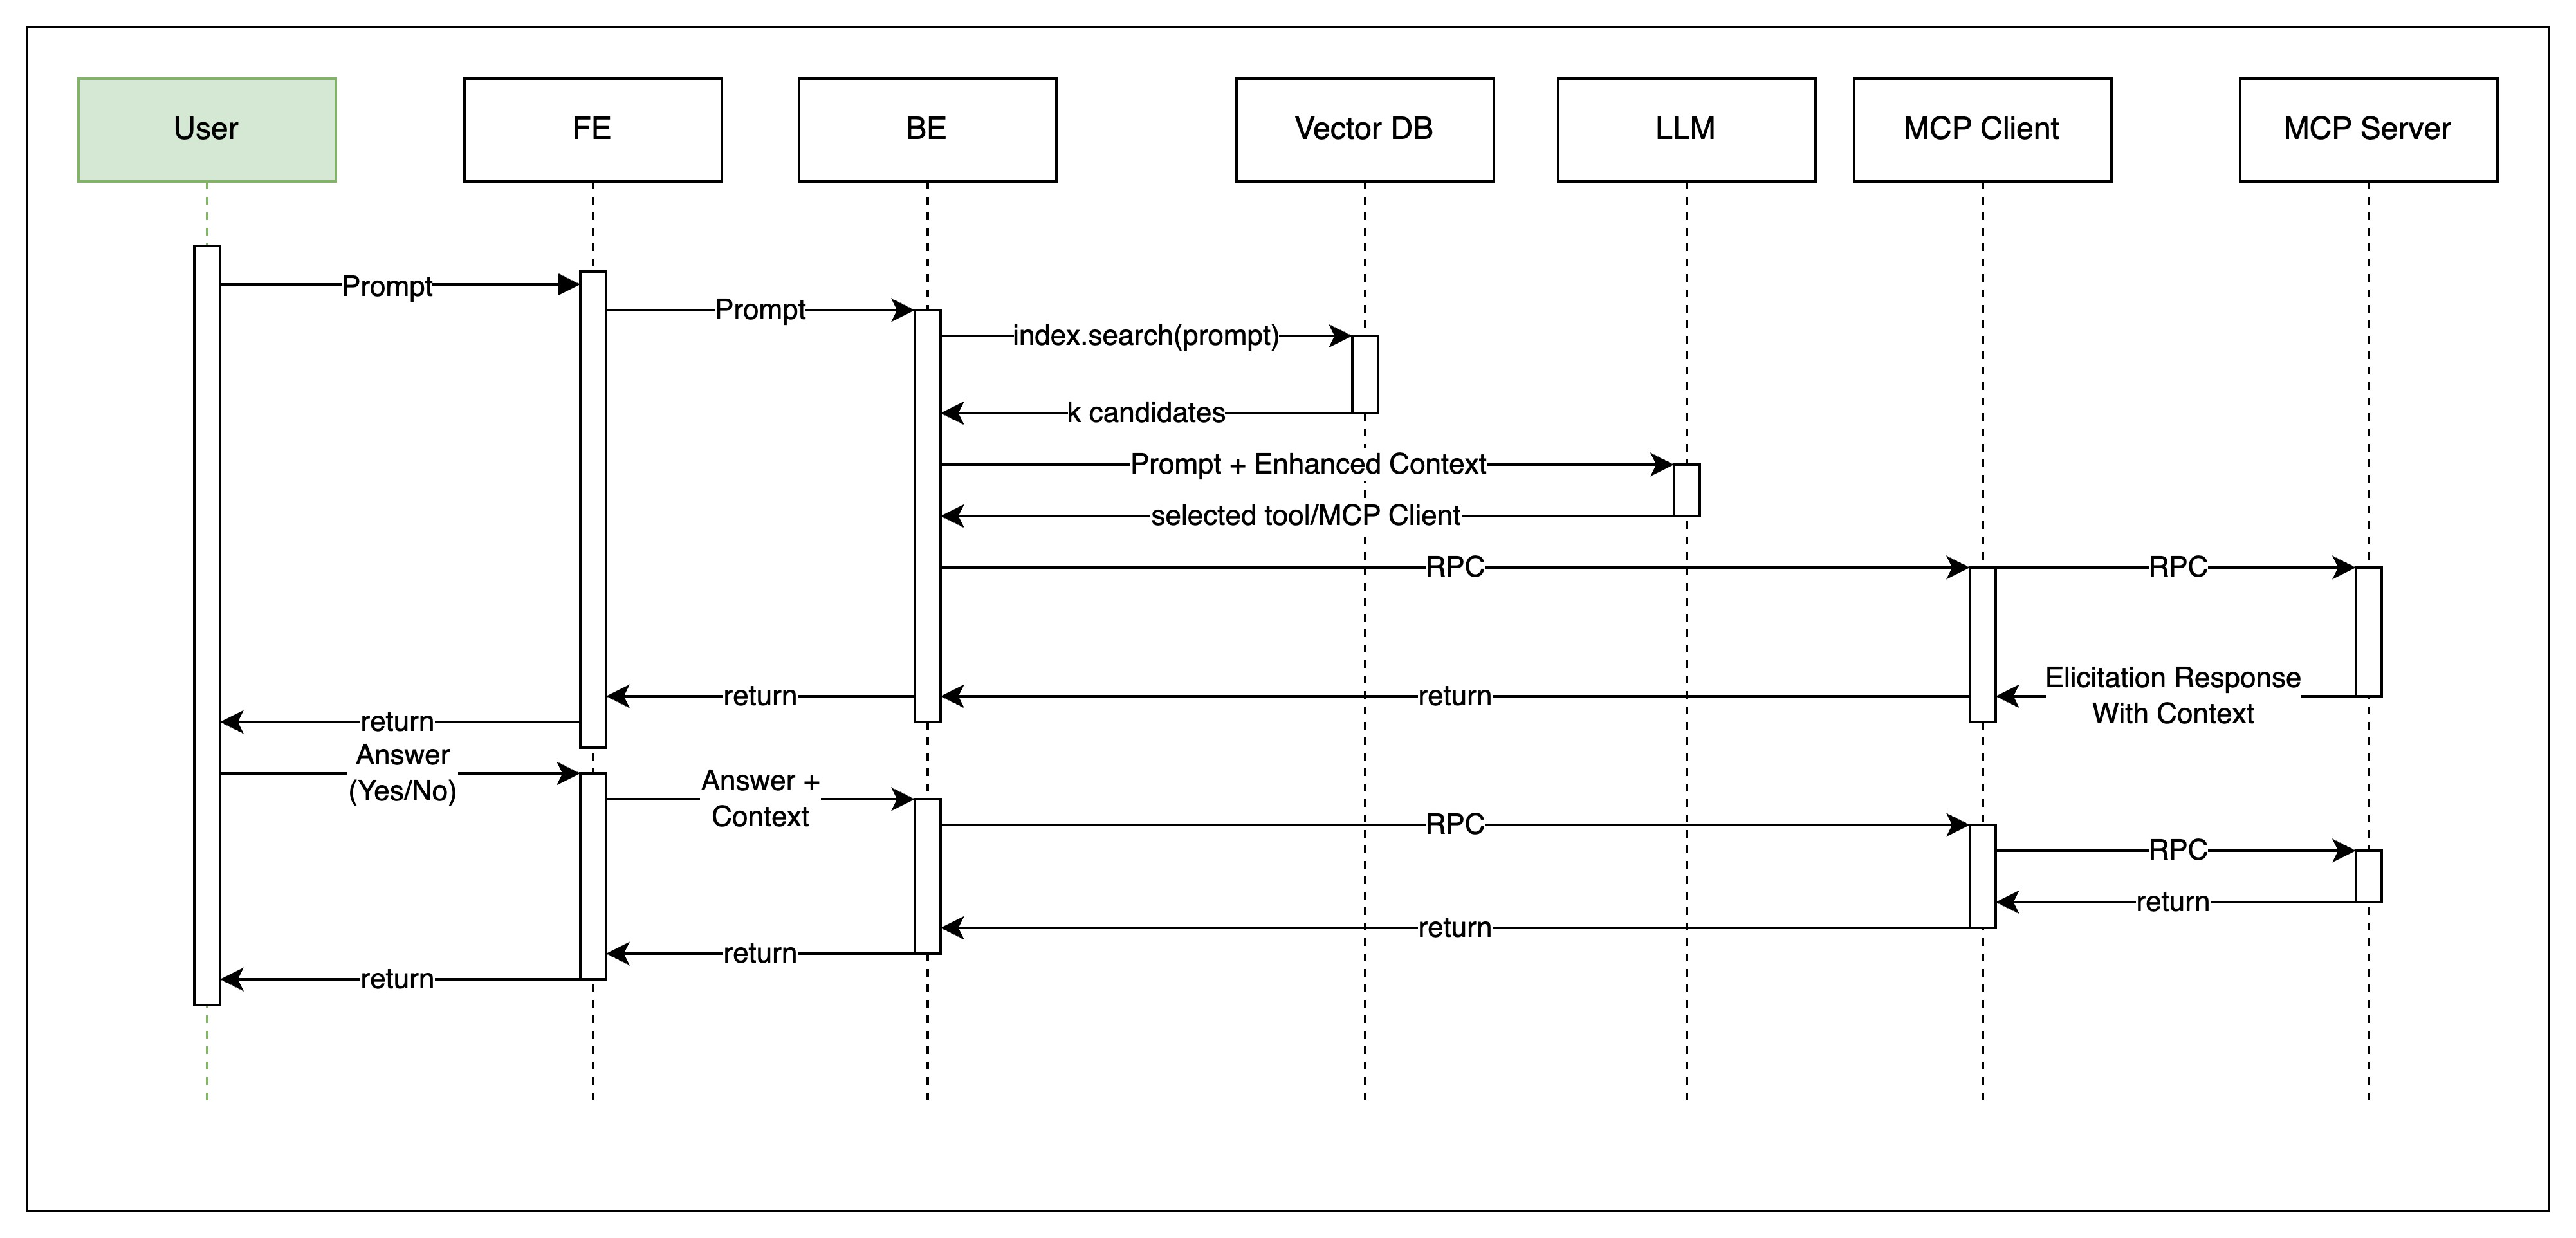 User
FE
BE
Vector DB
LLM
MCP Client
MCP Server
Prompt
Prompt
index.search(prompt)
k candidates
Prompt + Enhanced Context
selected tool/MCP Client
RPC
RPC
Elicitation Response
With Context
return
return
return
Answer
(Yes/No)
Answer +
Context
RPC
RPC
return
return
return
return